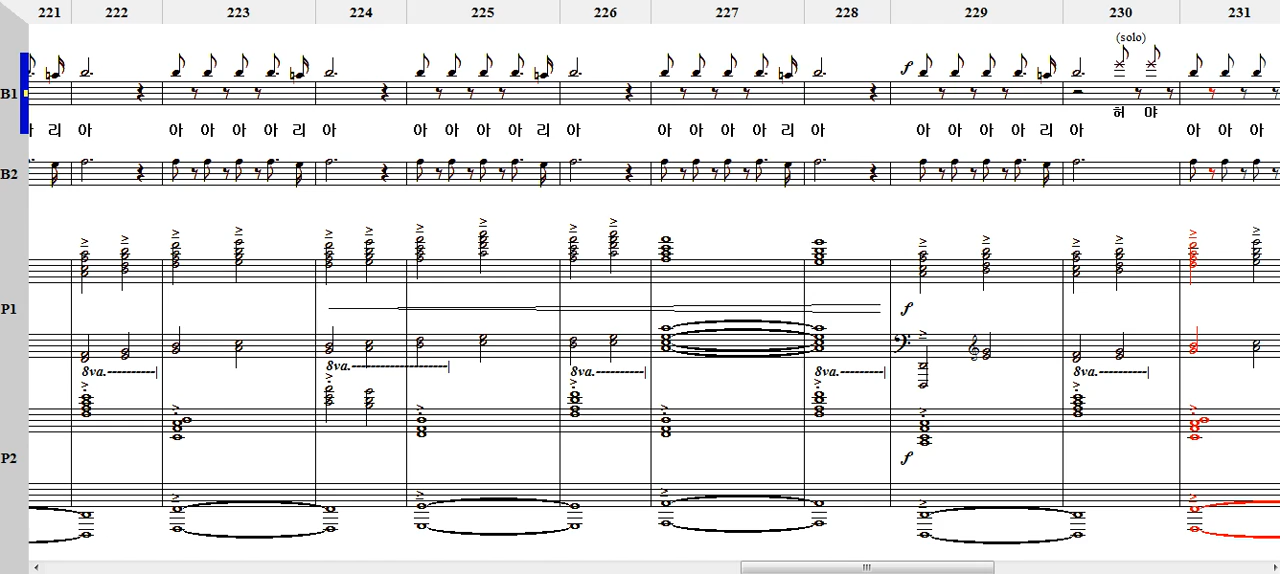 221 222 223 224 225 226 227 228 229 230 231
(solo)
f
B1
허 야
리 아 아 아 아 아 리 아 아 아 아 아 리 아 아 아 아 아 리 아 아 아 아 아 리 아 아 아 아
B2
P1
f
8va. 8va. 8va. 8va. 8va.
P2
f